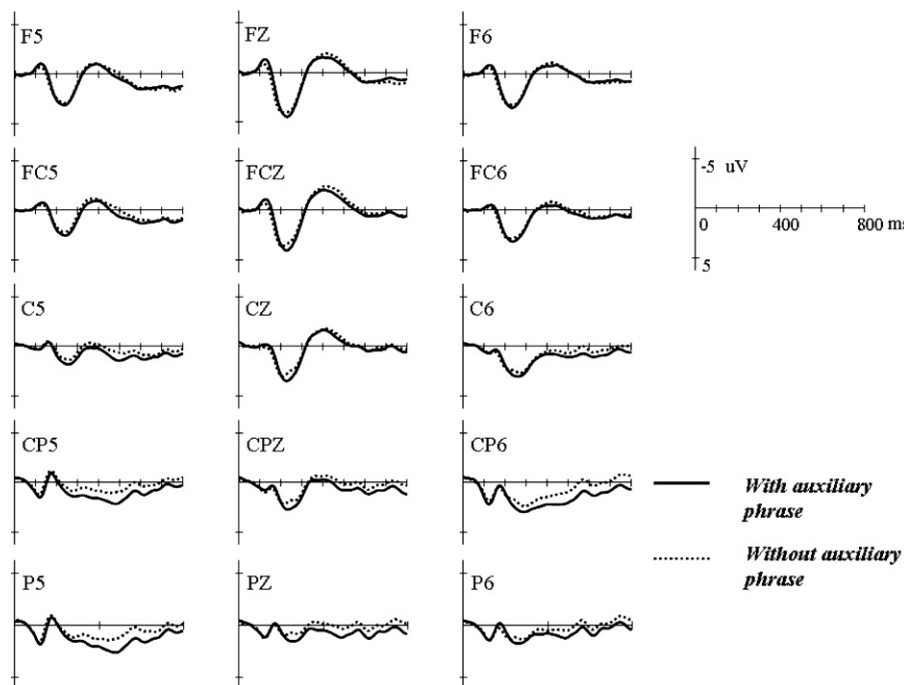 F5 FZ F6
FC5 FCZ FC6
-5 uV
0 400 800 ms
5
C5 CZ C6
CP5 CPZ CP6
With auxiliary
phrase
Without auxiliary
phrase
P5 PZ P6